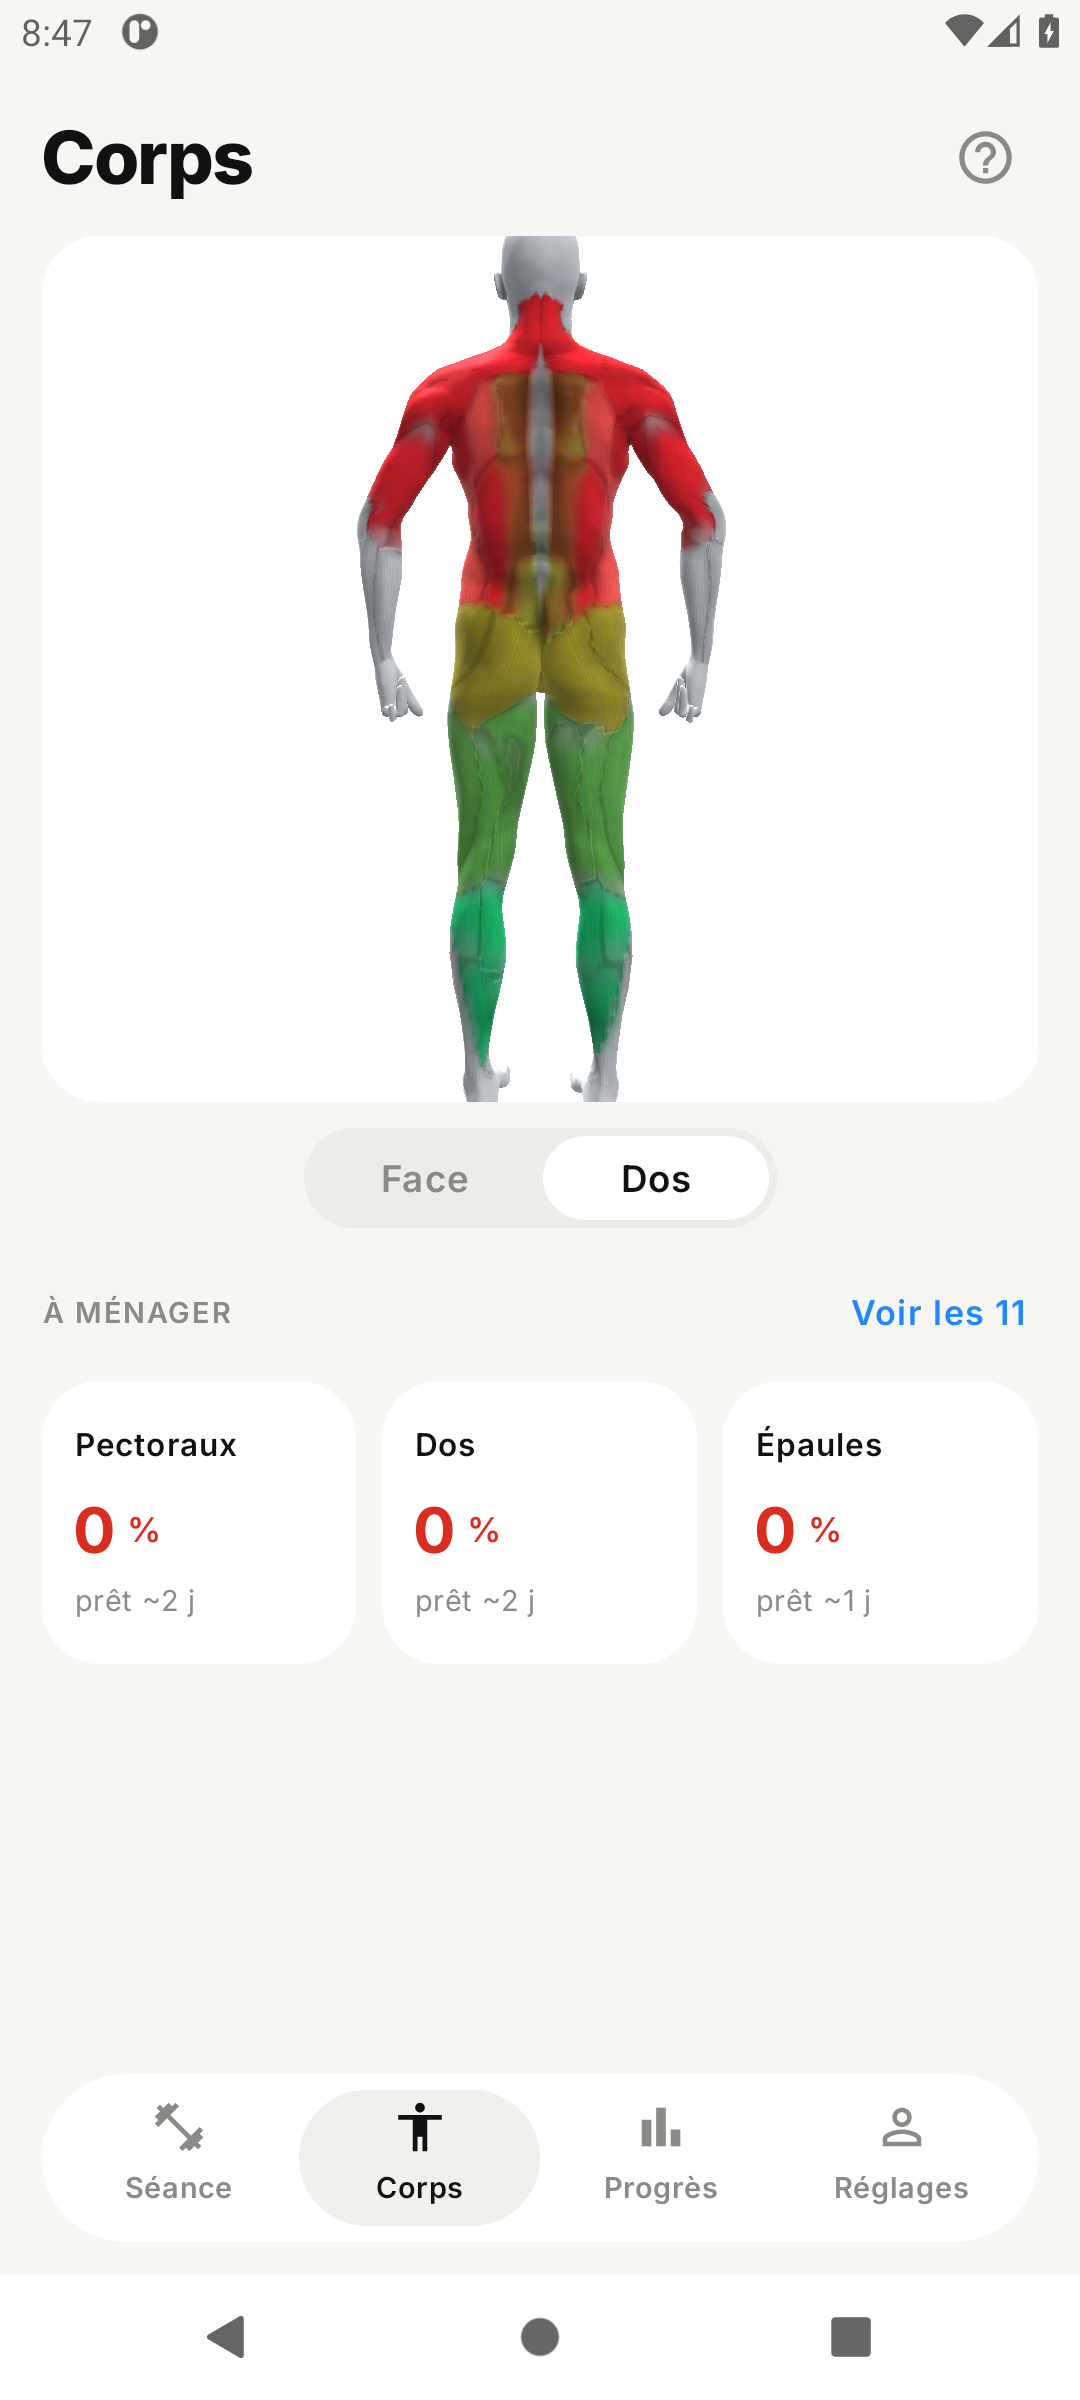 8:47
Corps
Face Dos
À MÉNAGER Voir les 11
Pectoraux Dos Épaules
0 % 0 % 0 %
prêt ~2 j prêt ~2 j prêt ~1 j
Séance Corps Progrès Réglages